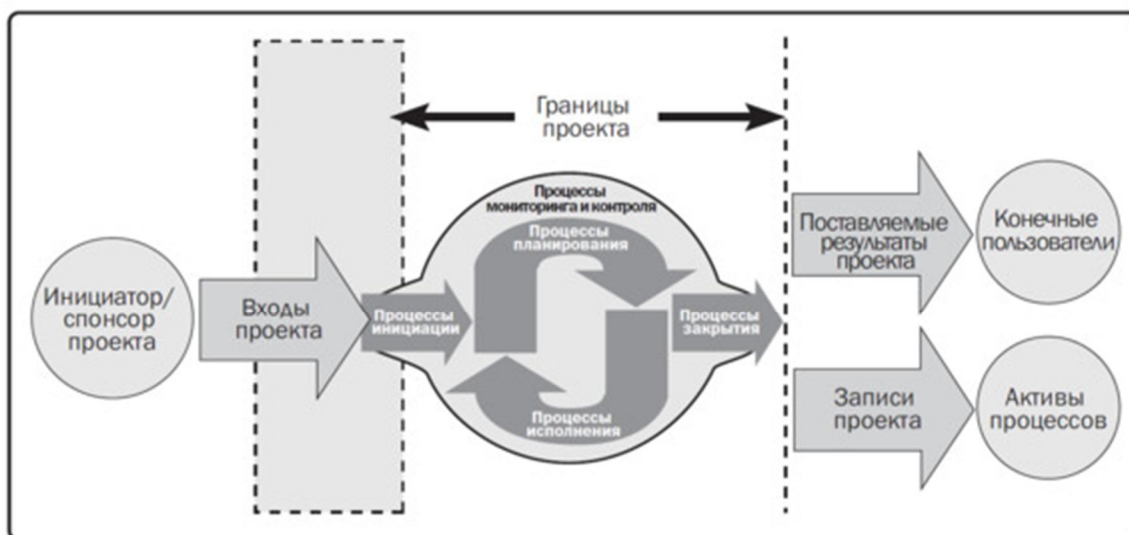 Границы
проекта
Процессы
мониторинга и контроля
Процессы
планирования
Инициатор/
спонсор
проекта
Входы
проекта
Процессы
инициации
Процессы
закрытия
Процессы
исполнения
Поставляемые
результаты
проекта
Конечные
пользователи
Записи
проекта
Активы
процессов